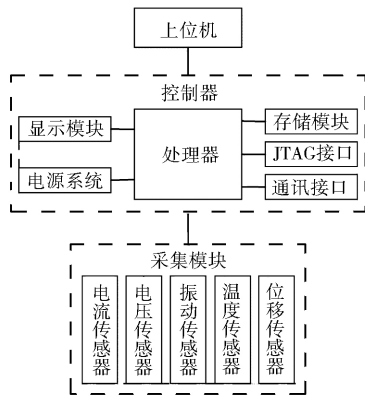 上位机
控制器
显示模块
电源系统
处理器
存储模块
JTAG接口
通讯接口
采集模块
电流传感器
电压传感器
振动传感器
温度传感器
位移传感器